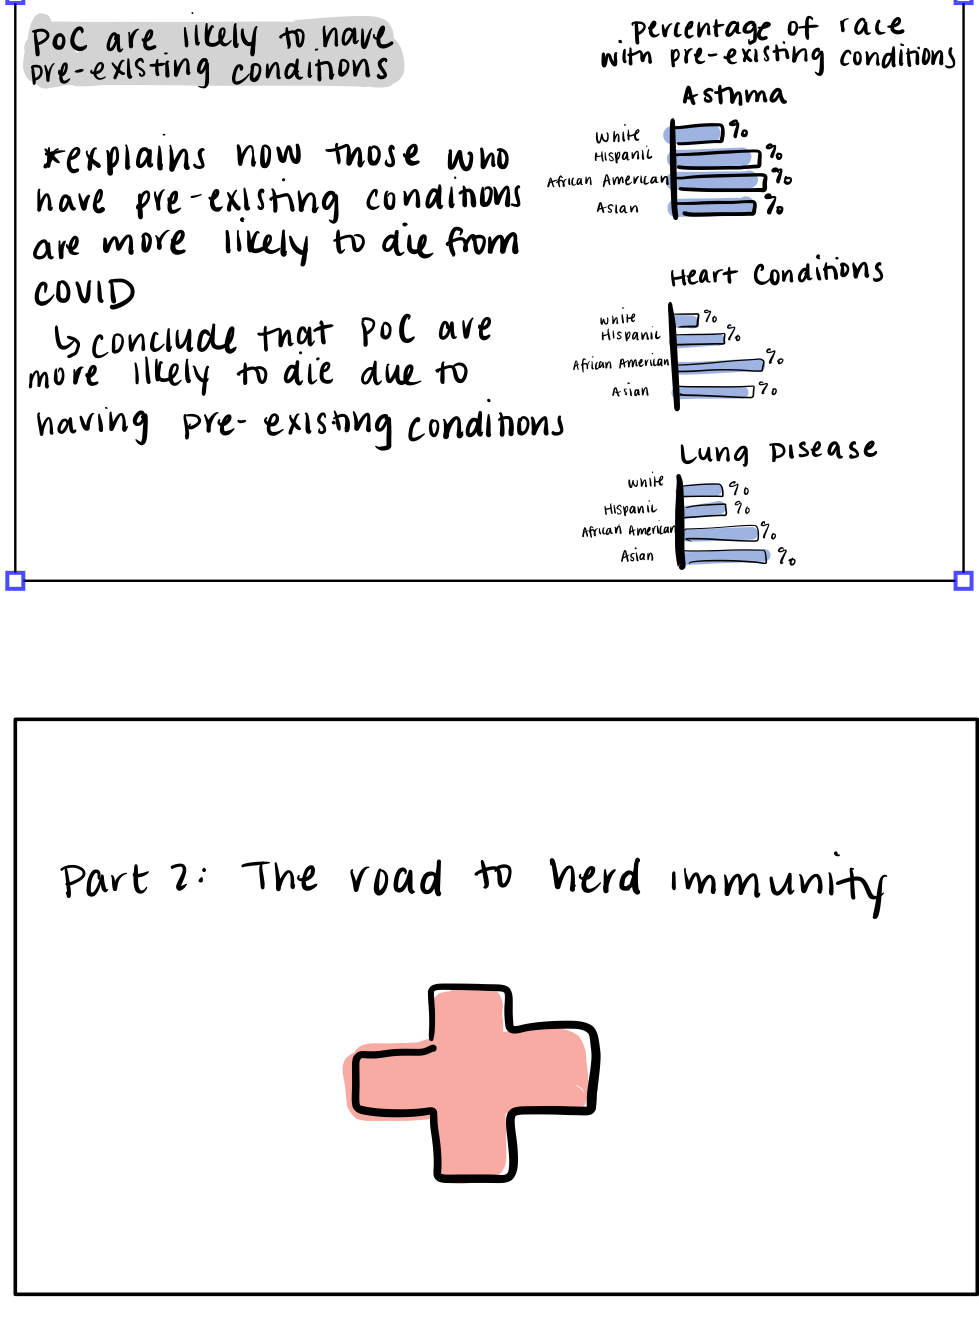 PoC are likely to have
pre-existing conditions
*explains how those who
have pre-existing conditions
are more likely to die from
COVID
↳ conclude that PoC are
more likely to die due to
having pre-existing conditions
percentage of race
with pre-existing conditions
Asthma
White %
Hispanic %
African American %
Asian %
Heart Conditions
White %
Hispanic %
African American %
Asian %
Lung Disease
White %
Hispanic %
African American %
Asian %
Part 2: The road to herd immunity